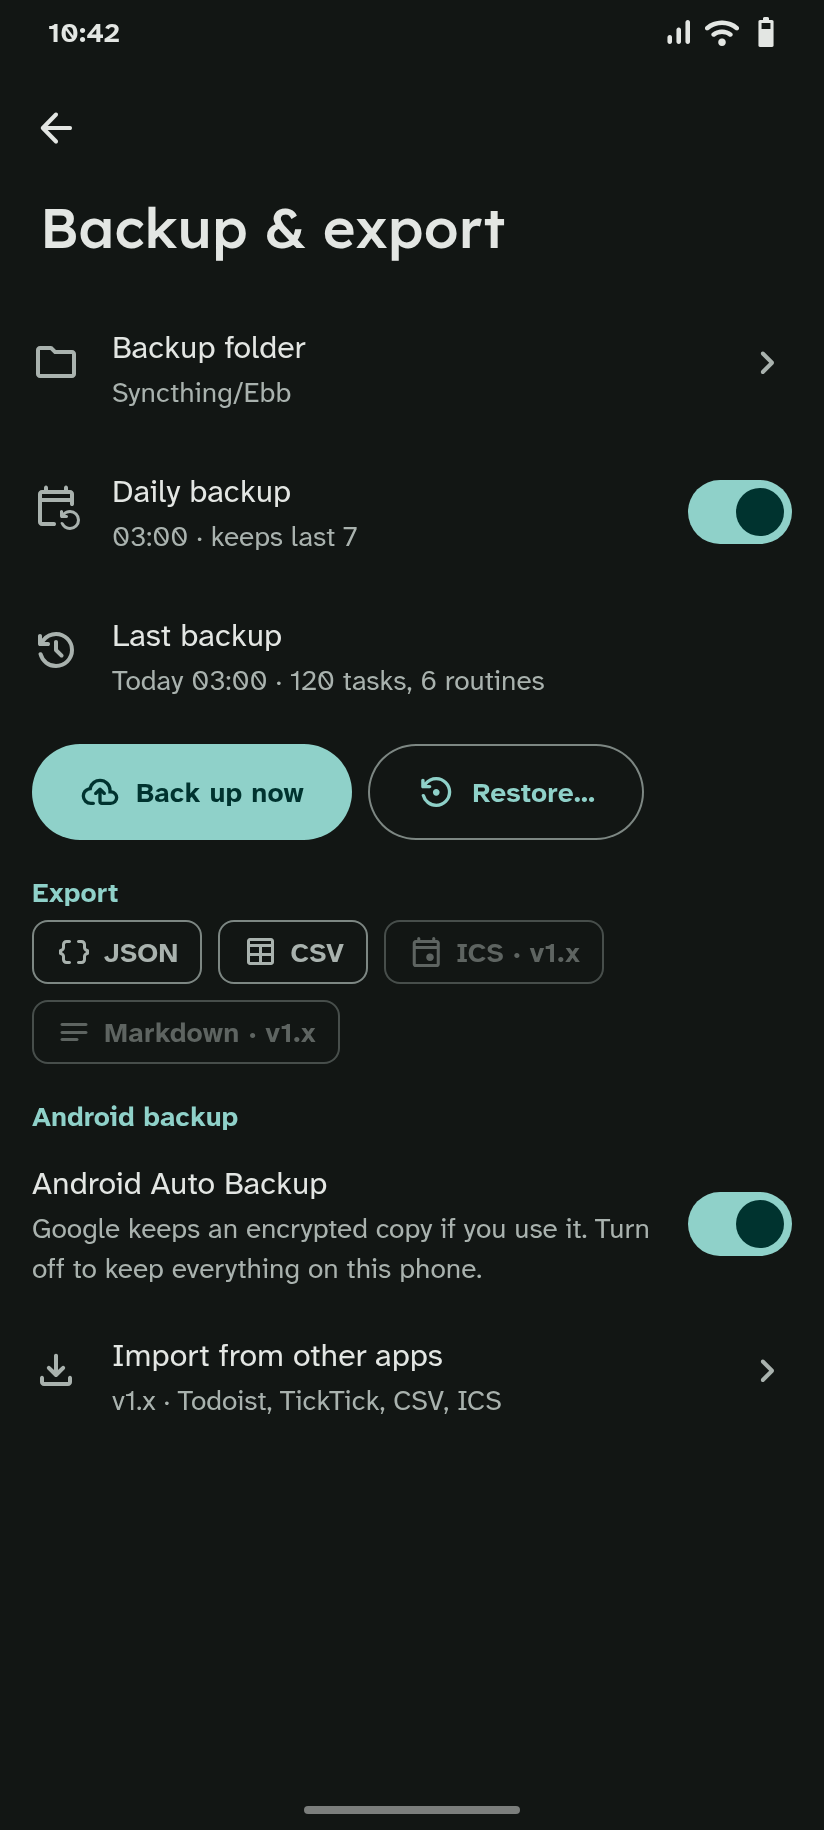 10:42
Backup & export
Backup folder
Syncthing/Ebb
Daily backup
03:00 · keeps last 7
Last backup
Today 03:00 · 120 tasks, 6 routines
Back up now
Restore...
Export
JSON
CSV
ICS · v1.x
Markdown · v1.x
Android backup
Android Auto Backup
Google keeps an encrypted copy if you use it. Turn
off to keep everything on this phone.
Import from other apps
v1.x · Todoist, TickTick, CSV, ICS